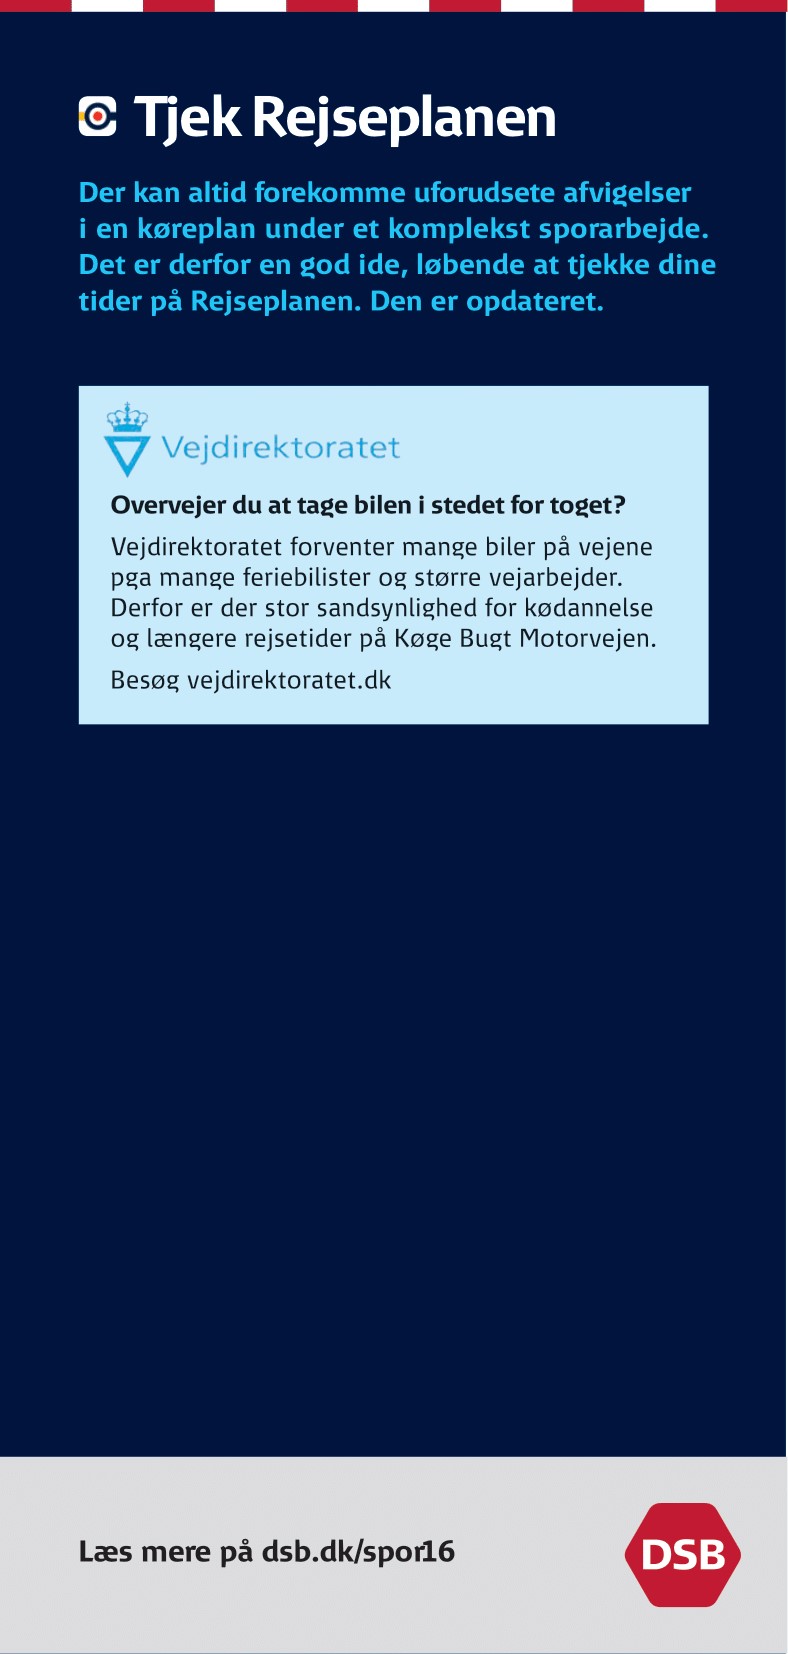 Tjek Rejseplanen
Der kan altid forekomme uforudsete afvigelser
i en køreplan under et komplekst sporarbejde.
Det er derfor en god ide, løbende at tjekke dine
tider på Rejseplanen. Den er opdateret.
Vejdirektoratet
Overvejer du at tage bilen i stedet for toget?
Vejdirektoratet forventer mange biler på vejene
pga mange feriebilister og større vejarbejder.
Derfor er der stor sandsynlighed for kødannelse
og længere rejsetider på Køge Bugt Motorvejen.
Besøg vejdirektoratet.dk
Læs mere på dsb.dk/spor16
DSB